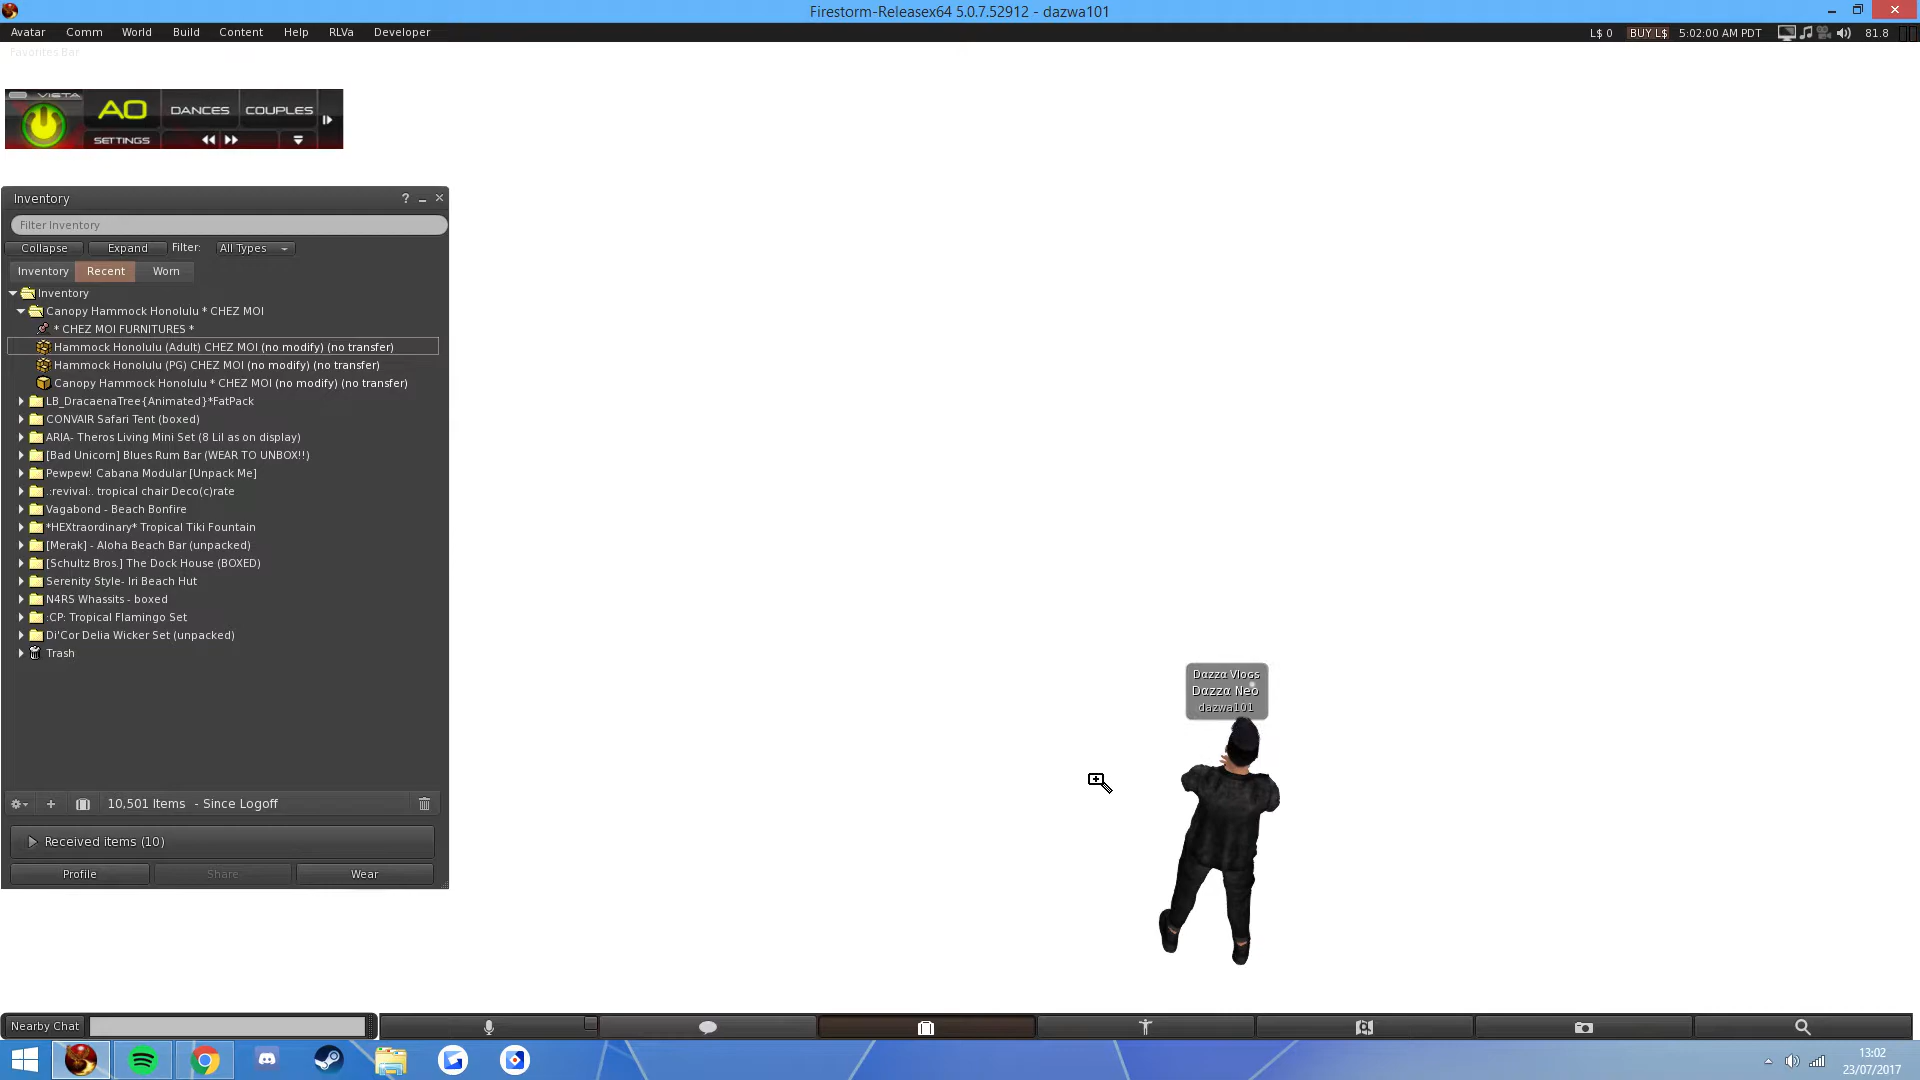 Firestorm-Releasex64 5.0.7.52912 - dazwa101
Avatar Comm World Build Content Help RLVa Developer
L$ 0 BUY L$ 5:02:00 AM PDT 81.8
Favorites Bar
VISTA
AO DANCES COUPLES
SETTINGS
Inventory ?
Filter Inventory
Collapse Expand Filter: All Types
Inventory Recent Worn
Inventory
Canopy Hammock Honolulu * CHEZ MOI
* CHEZ MOI FURNITURES *
Hammock Honolulu (Adult) CHEZ MOI (no modify) (no transfer)
Hammock Honolulu (PG) CHEZ MOI (no modify) (no transfer)
Canopy Hammock Honolulu * CHEZ MOI (no modify) (no transfer)
LB_DracaenaTree{Animated}*FatPack
CONVAIR Safari Tent (boxed)
ARIA- Theros Living Mini Set (8 LiI as on display)
[Bad Unicorn] Blues Rum Bar (WEAR TO UNBOX!!)
Pewpew! Cabana Modular [Unpack Me]
.:revival:. tropical chair Deco(c)rate
Vagabond - Beach Bonfire
*HEXtraordinary* Tropical Tiki Fountain
[Merak] - Aloha Beach Bar (unpacked)
[Schultz Bros.] The Dock House (BOXED)
Serenity Style- Iri Beach Hut
N4RS Whassits - boxed
:CP: Tropical Flamingo Set
Di'Cor Delia Wicker Set (unpacked)
Trash
10,501 Items - Since Logoff
Received items (10)
Profile Share Wear
Dαzzα Vlogs
Dαzzα Neo
dazwa101
Nearby Chat
13:02
23/07/2017